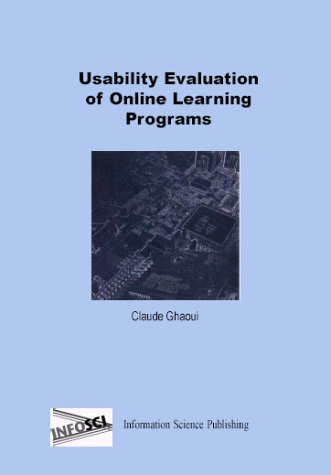 Usability Evaluation
of Online Learning
Programs
Claude Ghaoui
INFOSCI
Information Science Publishing